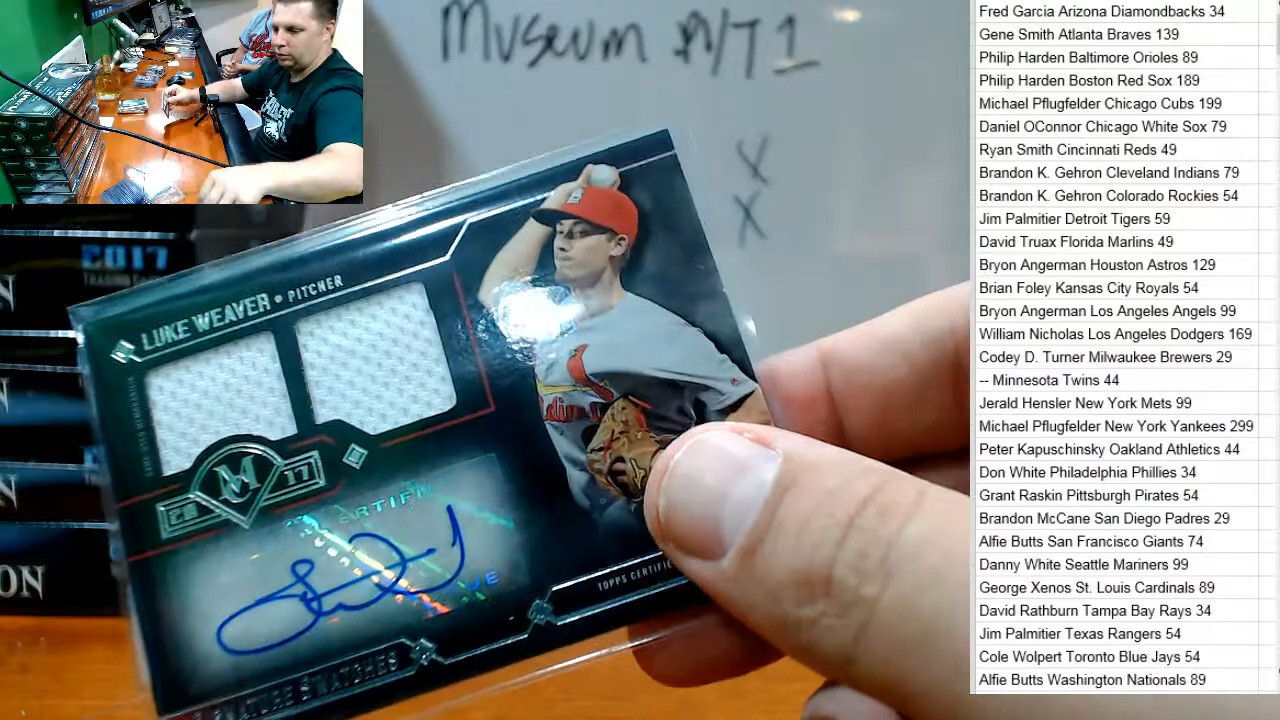 Museum A/T1
X
X
2017
LUKE WEAVER • PITCHER
M
20 17
TOPPS CERTIFIE
SIGNATURE SWATCHES
Fred Garcia Arizona Diamondbacks 34
Gene Smith Atlanta Braves 139
Philip Harden Baltimore Orioles 89
Philip Harden Boston Red Sox 189
Michael Pflugfelder Chicago Cubs 199
Daniel OConnor Chicago White Sox 79
Ryan Smith Cincinnati Reds 49
Brandon K. Gehron Cleveland Indians 79
Brandon K. Gehron Colorado Rockies 54
Jim Palmitier Detroit Tigers 59
David Truax Florida Marlins 49
Bryon Angerman Houston Astros 129
Brian Foley Kansas City Royals 54
Bryon Angerman Los Angeles Angels 99
William Nicholas Los Angeles Dodgers 169
Codey D. Turner Milwaukee Brewers 29
-- Minnesota Twins 44
Jerald Hensler New York Mets 99
Michael Pflugfelder New York Yankees 299
Peter Kapuschinsky Oakland Athletics 44
Don White Philadelphia Phillies 34
Grant Raskin Pittsburgh Pirates 54
Brandon McCane San Diego Padres 29
Alfie Butts San Francisco Giants 74
Danny White Seattle Mariners 99
George Xenos St. Louis Cardinals 89
David Rathburn Tampa Bay Rays 34
Jim Palmitier Texas Rangers 54
Cole Wolpert Toronto Blue Jays 54
Alfie Butts Washington Nationals 89